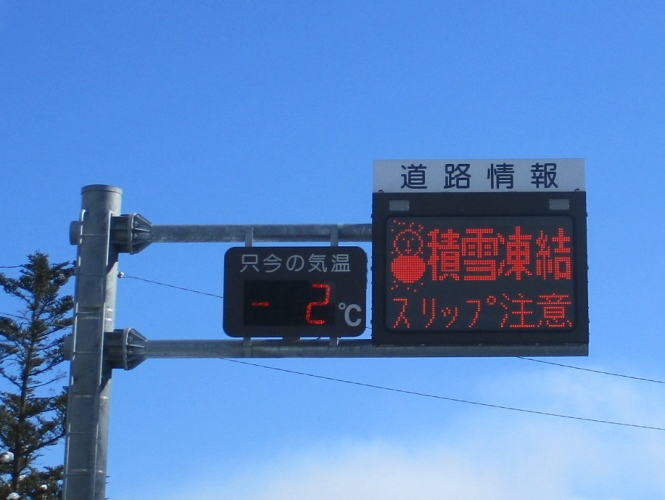 道路情報
積雪凍結
スリップ注意
只今の気温
- 2℃